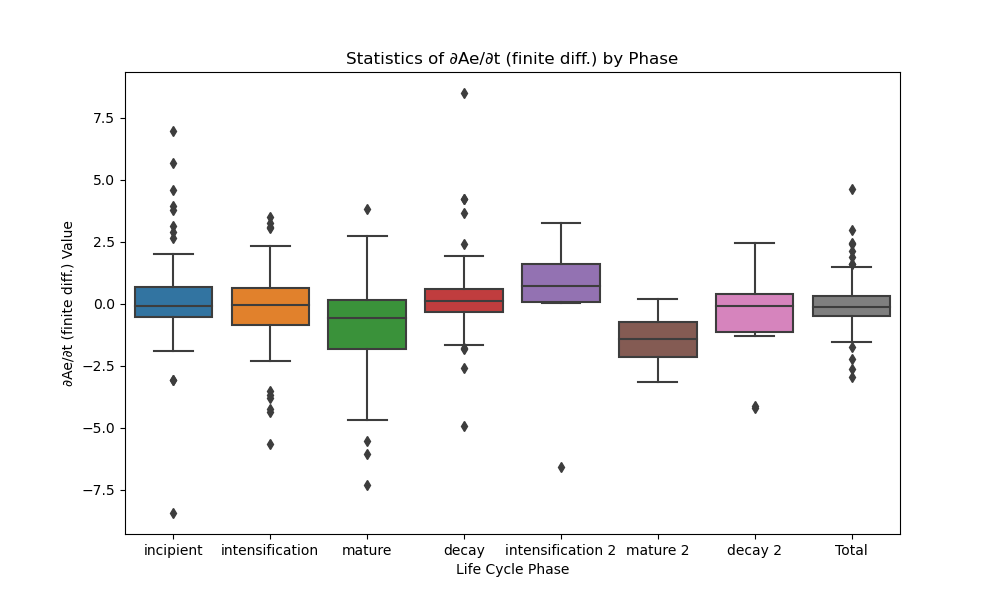 Statistics of ∂Ae/∂t (finite diff.) by Phase
∂Ae/∂t (finite diff.) Value
7.5
5.0
2.5
0.0
−2.5
−5.0
−7.5
incipient intensification mature decay intensification 2 mature 2 decay 2 Total
Life Cycle Phase